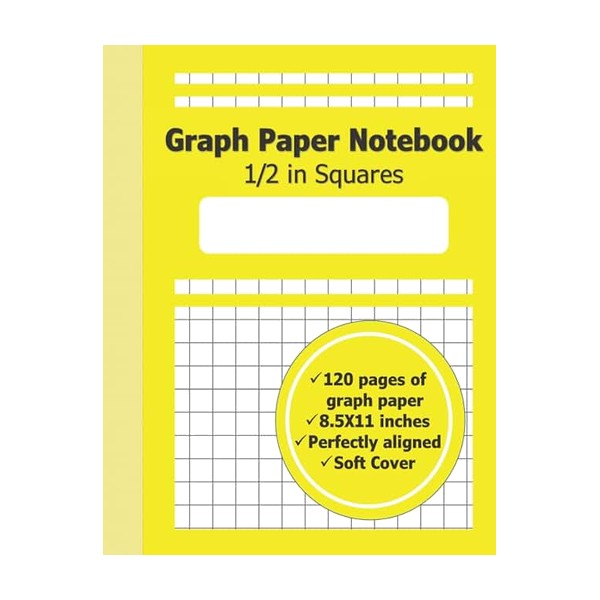 Graph Paper Notebook
1/2 in Squares
✓120 pages of
graph paper
✓8.5X11 inches
✓Perfectly aligned
✓Soft Cover